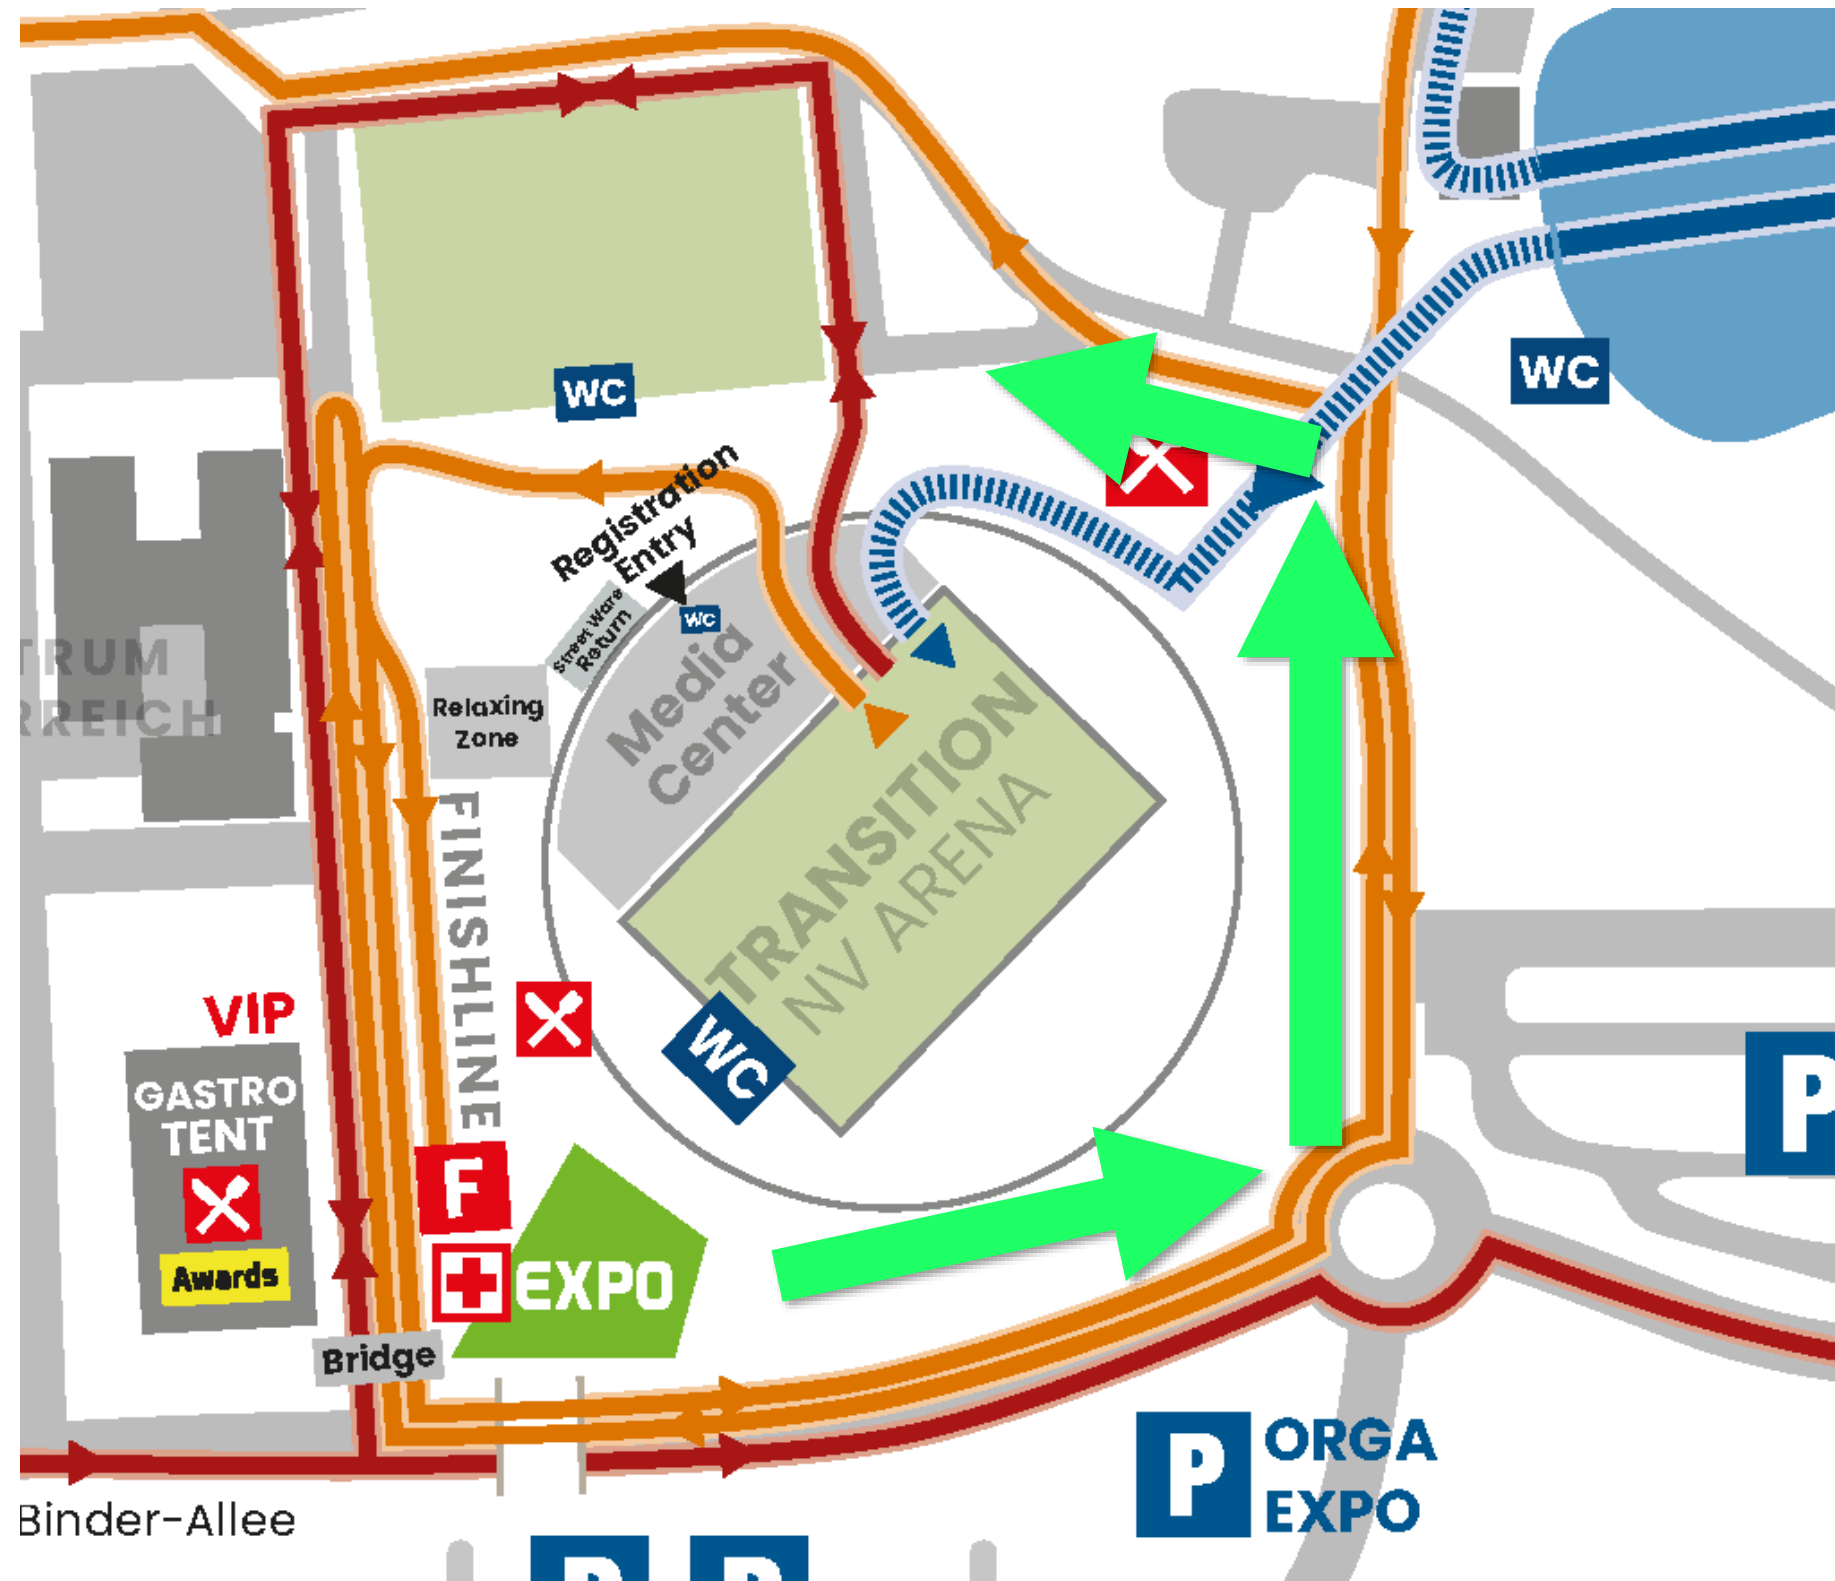 WC
WC
Registration
Entry
WC
Street Ware
Return
Media
Center
TRUM
RREICH
Relaxing
Zone
TRANSITION
NV ARENA
FINISHLINE
WC
VIP
GASTRO
TENT
Awards
F
EXPO
Bridge
P
P
ORGA
EXPO
Binder-Allee
P
P